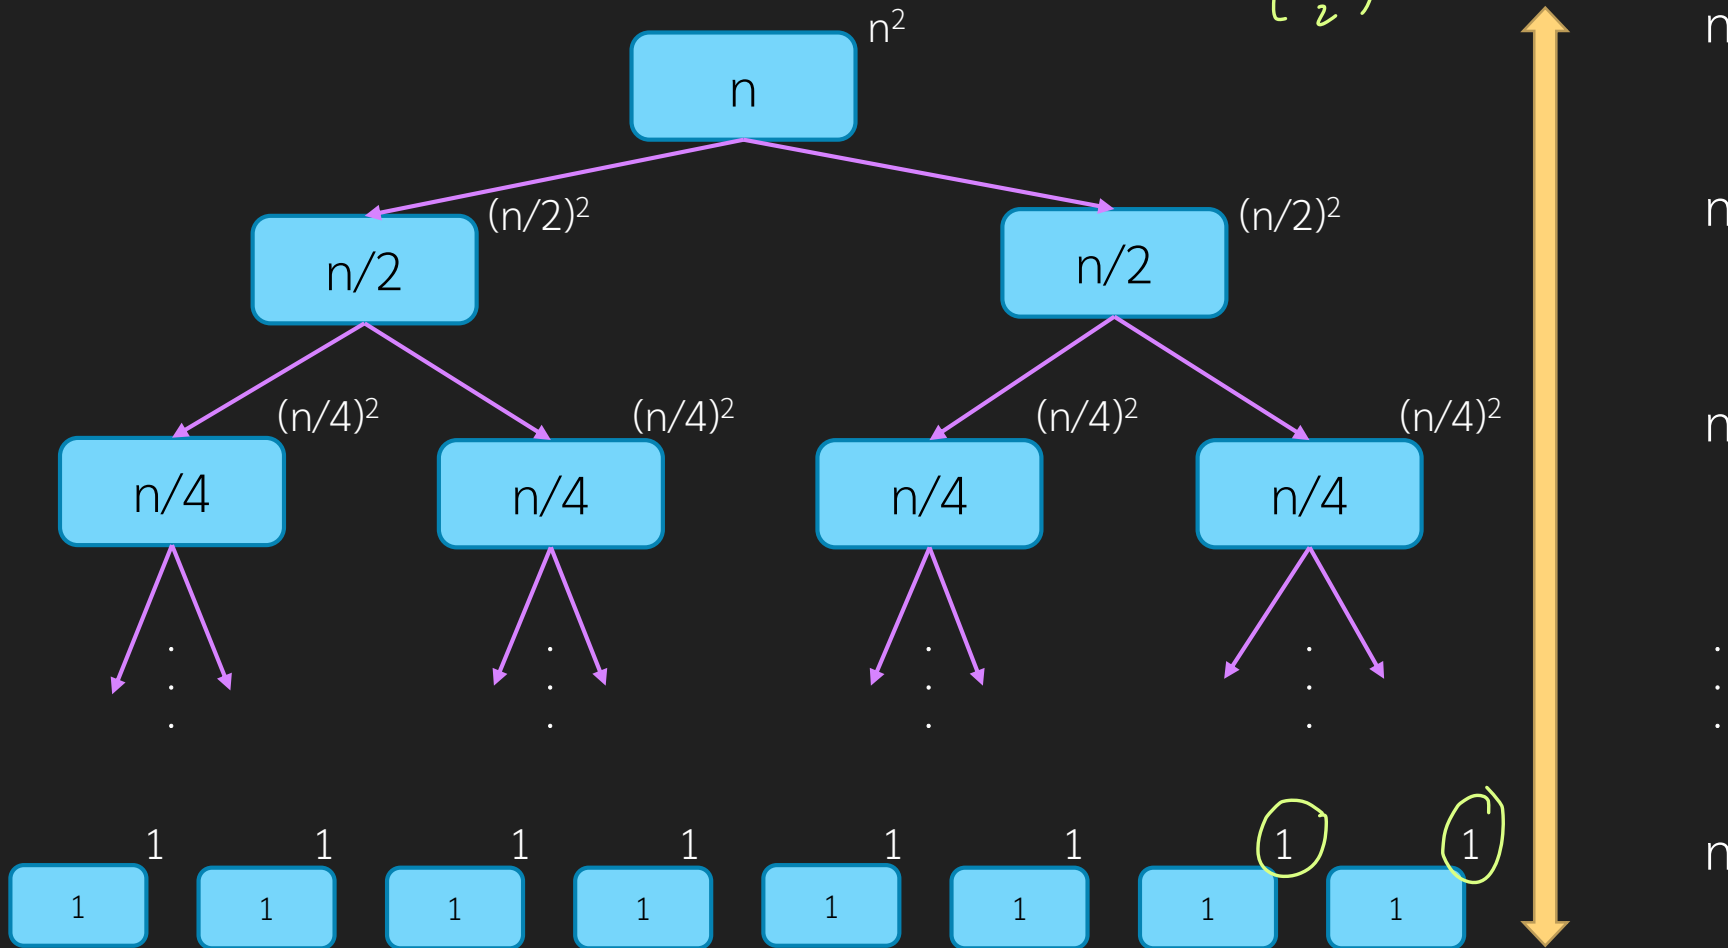 n²
n
n
(n/2)² (n/2)²
n
n/2 n/2
(n/4)² (n/4)² (n/4)² (n/4)²
n
n/4 n/4 n/4 n/4
. . . . .
. . . . .
. . . . .
1 1 1 1 1 1 1 1
n
1 1 1 1 1 1 1 1